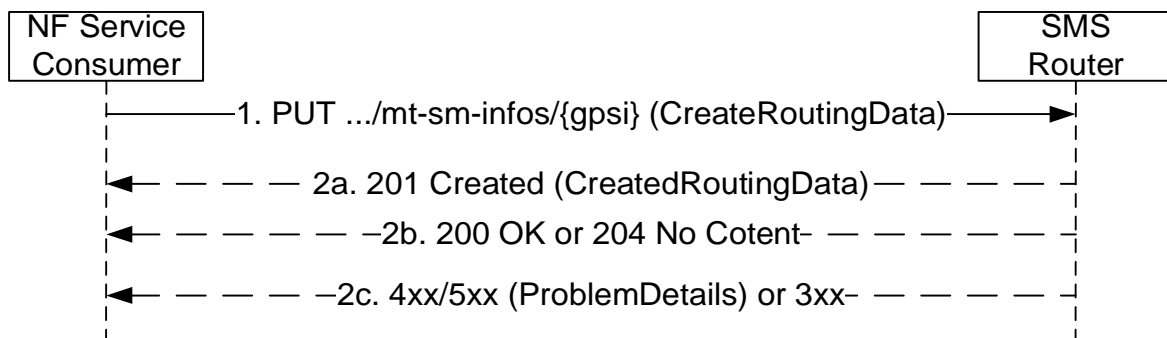 NF Service
Consumer
SMS
Router
1. PUT .../mt-sm-infos/{gpsi} (CreateRoutingData)
2a. 201 Created (CreatedRoutingData)
2b. 200 OK or 204 No Cotent
2c. 4xx/5xx (ProblemDetails) or 3xx